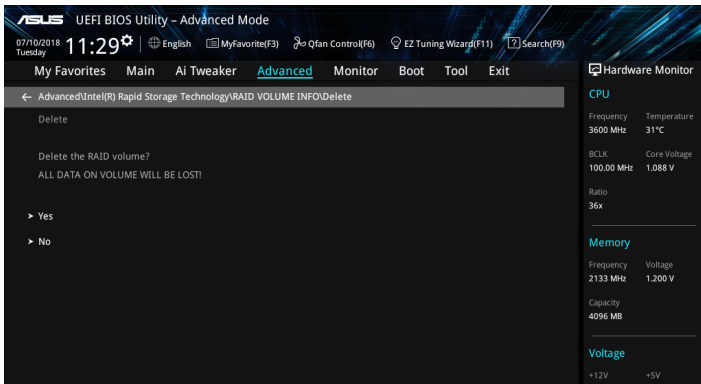 ASUS UEFI BIOS Utility – Advanced Mode
07/10/2018 Tuesday 11:29 English MyFavorite(F3) Qfan Control(F6) EZ Tuning Wizard(F11) ? Search(F9)
My Favorites Main Ai Tweaker Advanced Monitor Boot Tool Exit
← Advanced\Intel(R) Rapid Storage Technology\RAID VOLUME INFO\Delete
Delete
Delete the RAID volume?
ALL DATA ON VOLUME WILL BE LOST!
> Yes
> No
Hardware Monitor
CPU
Frequency Temperature
3600 MHz 31°C
BCLK Core Voltage
100.00 MHz 1.088 V
Ratio
36x
Memory
Frequency Voltage
2133 MHz 1.200 V
Capacity
4096 MB
Voltage
+12V +5V